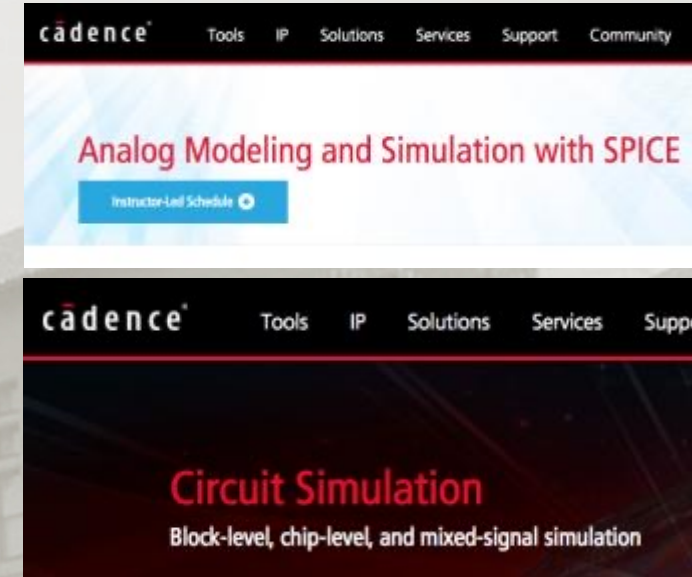 cādence®
Tools IP Solutions Services Support Community
Analog Modeling and Simulation with SPICE
Instructor-Led Schedule
cādence®
Tools IP Solutions Services Suppo
Circuit Simulation
Block-level, chip-level, and mixed-signal simulation